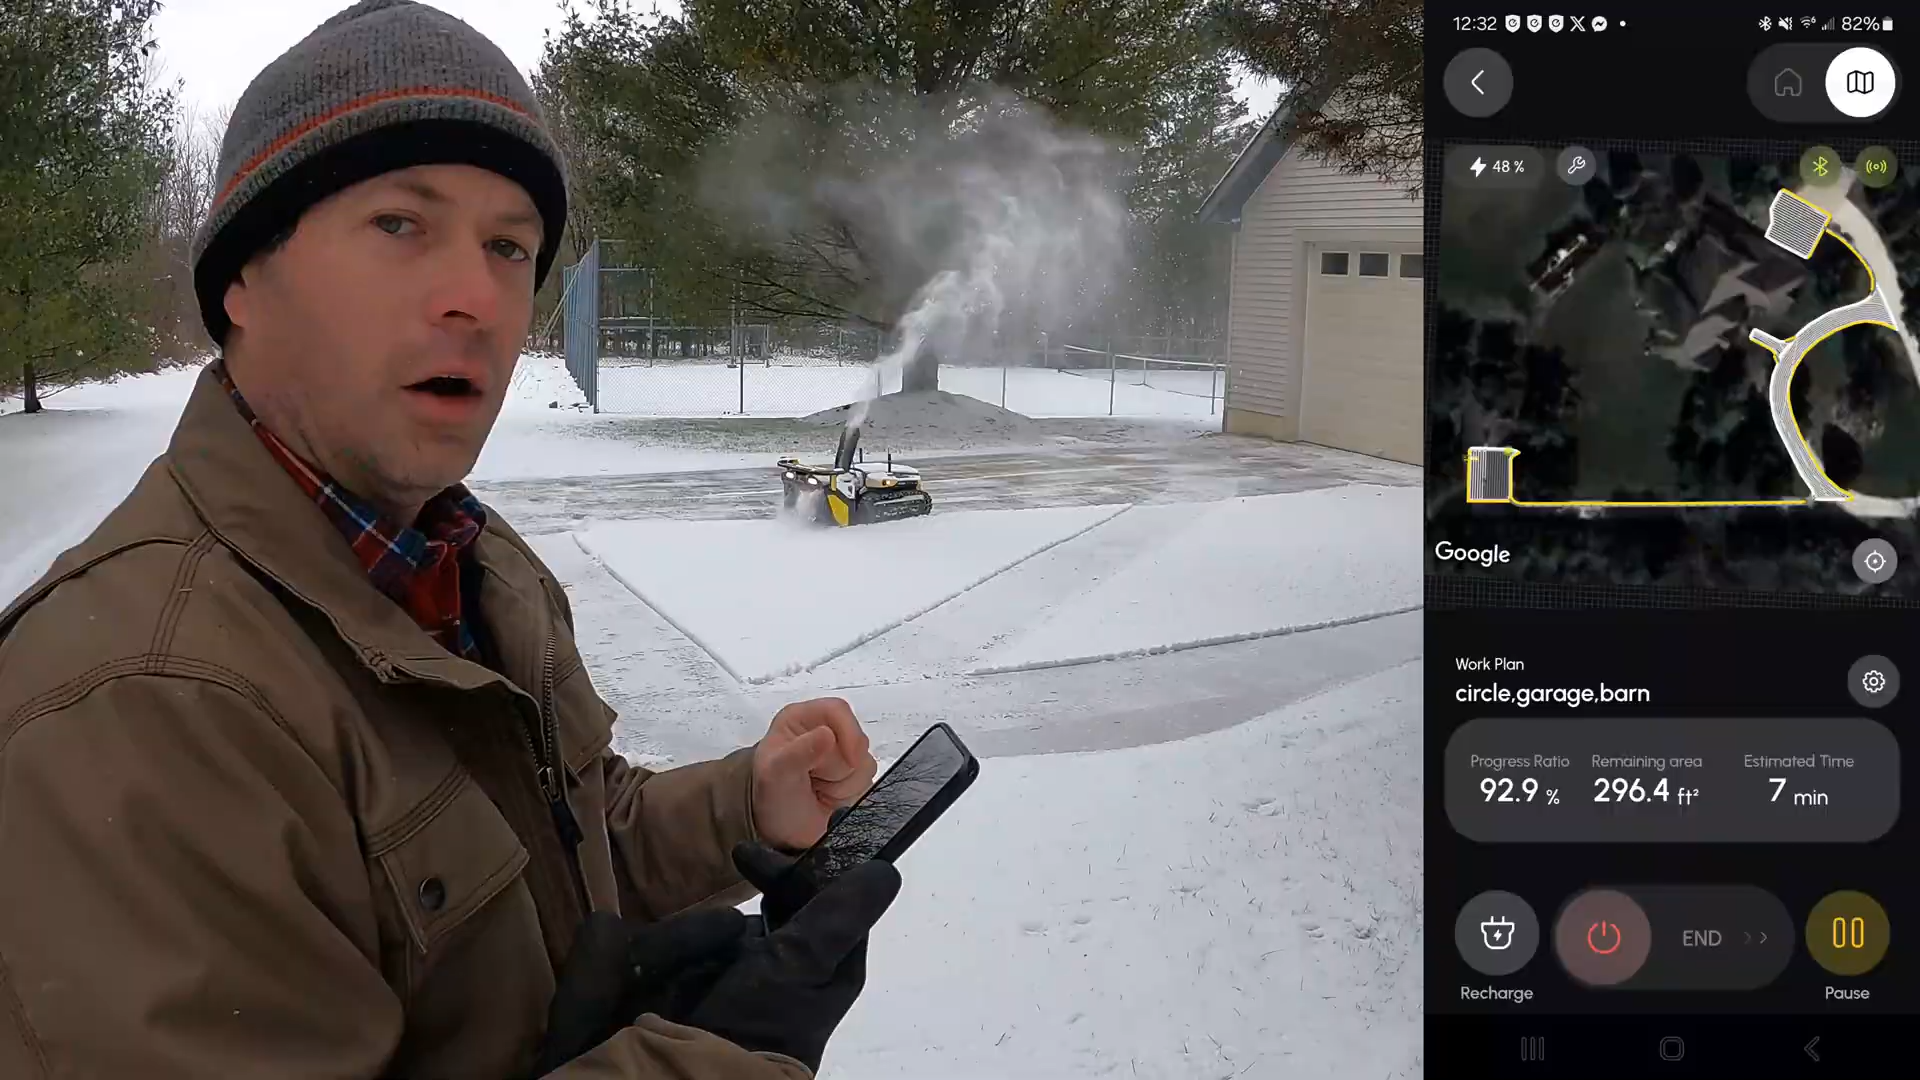 12:32
82%
48 %
Google
Work Plan
circle,garage,barn
Progress Ratio Remaining area Estimated Time
92.9 % 296.4 ft² 7 min
END
Recharge
Pause